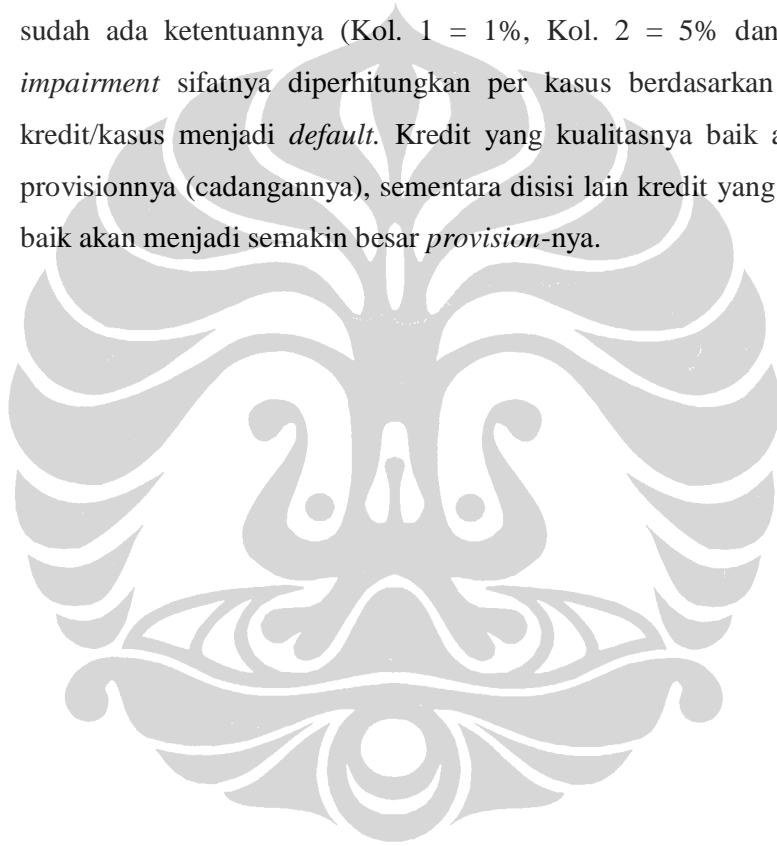 sudah ada ketentuannya (Kol. 1 = 1%, Kol. 2 = 5% dan
impairment sifatnya diperhitungkan per kasus berdasarkan
kredit/kasus menjadi default. Kredit yang kualitasnya baik a
provisionnya (cadangannya), sementara disisi lain kredit yang
baik akan menjadi semakin besar provision-nya.